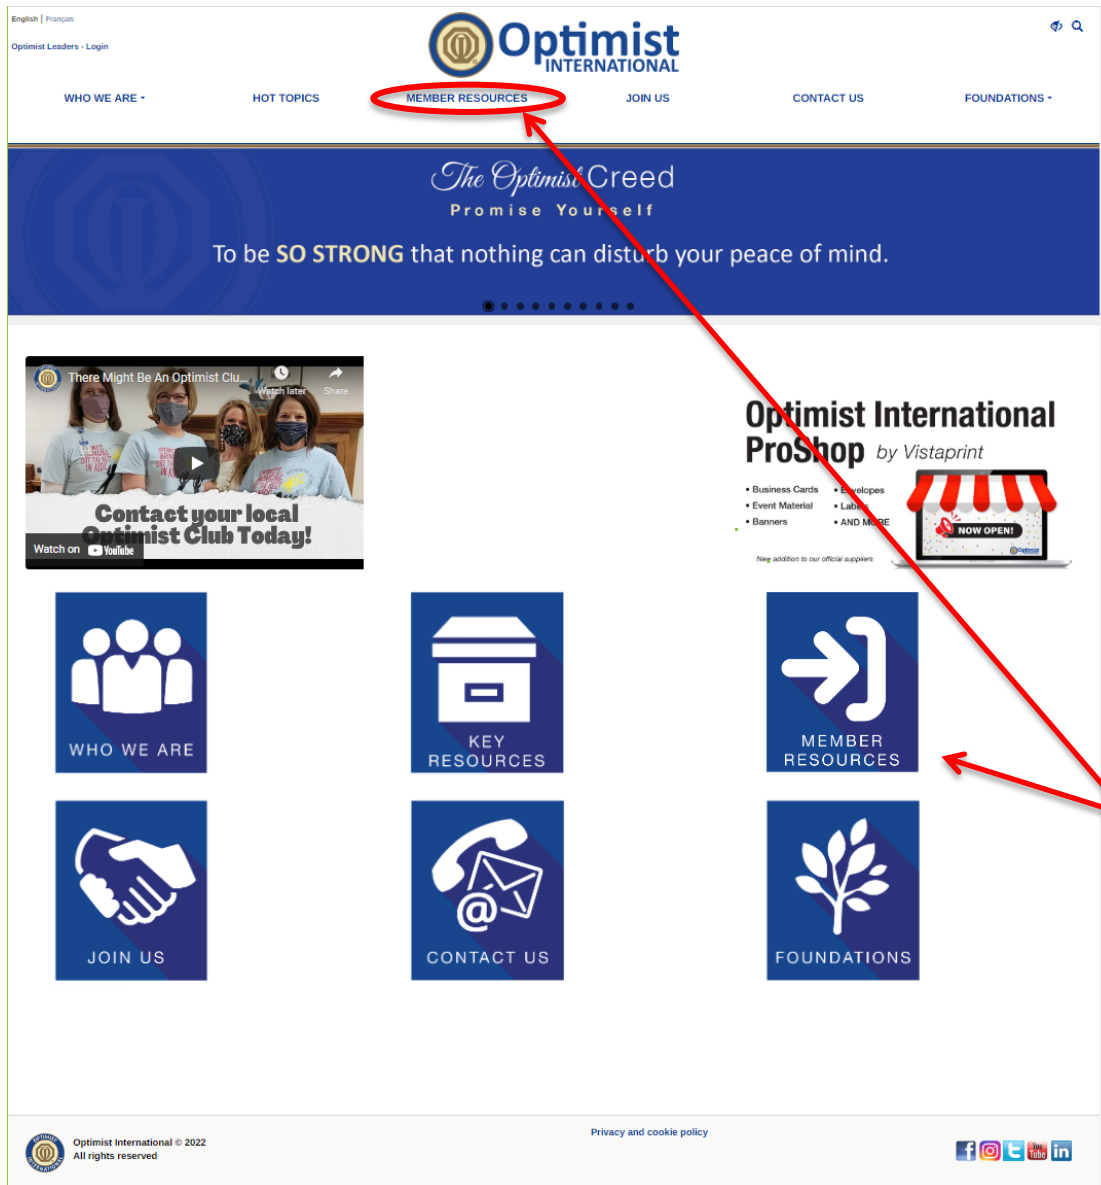 English | Français
Optimist Leaders - Login
Optimist
INTERNATIONAL
WHO WE ARE HOT TOPICS MEMBER RESOURCES JOIN US CONTACT US FOUNDATIONS
The Optimist Creed
Promise Yourself
To be SO STRONG that nothing can disturb your peace of mind.
There Might Be An Optimist Clu...
Watch later Share
Contact your local
Optimist Club Today!
Watch on YouTube
Optimist International
ProShop by Vistaprint
• Business Cards • Envelopes
• Event Material • Labels
• Banners • AND MORE
NOW OPEN!
Optimist
New addition to our official suppliers
WHO WE ARE
KEY
RESOURCES
MEMBER
RESOURCES
JOIN US
CONTACT US
FOUNDATIONS
Optimist International © 2022
All rights reserved
Privacy and cookie policy
You
Tube